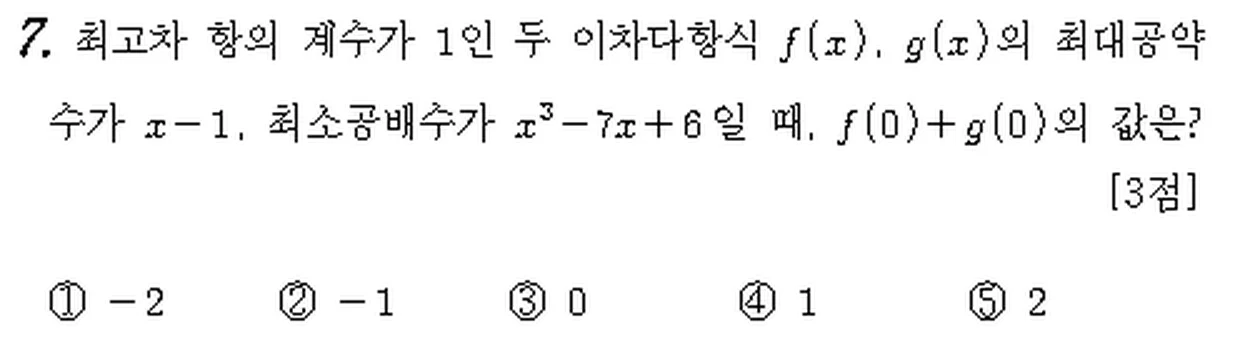 7. 최고차 항의 계수가 1인 두 이차다항식 f(x), g(x)의 최대공약
수가 x-1, 최소공배수가 x³-7x+6일 때, f(0)+g(0)의 값은?
[3점]
① -2 ② -1 ③ 0 ④ 1 ⑤ 2